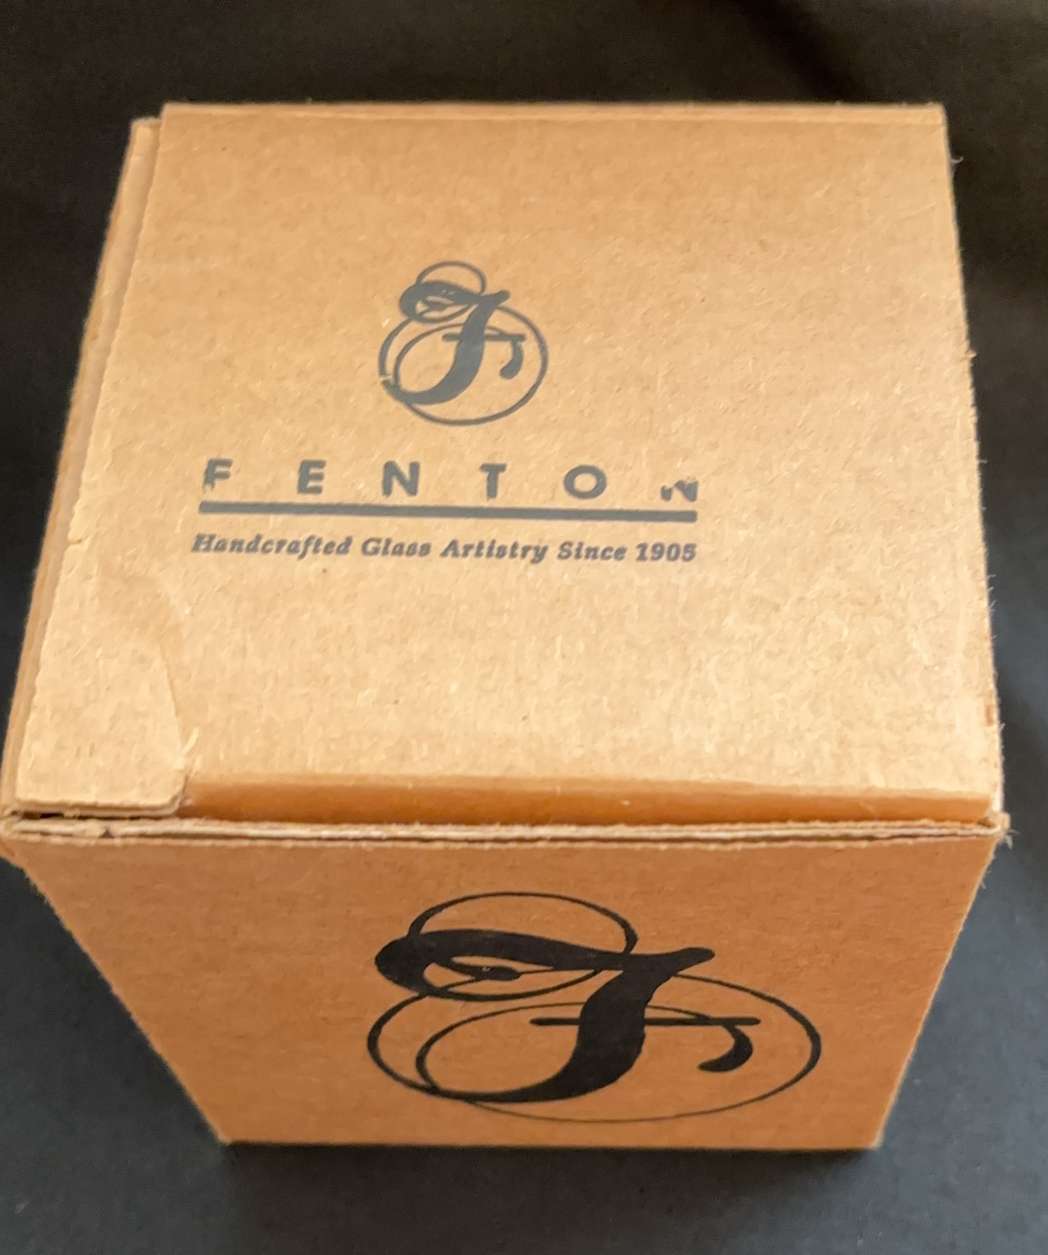 F
FENTON
Handcrafted Glass Artistry Since 1905
F